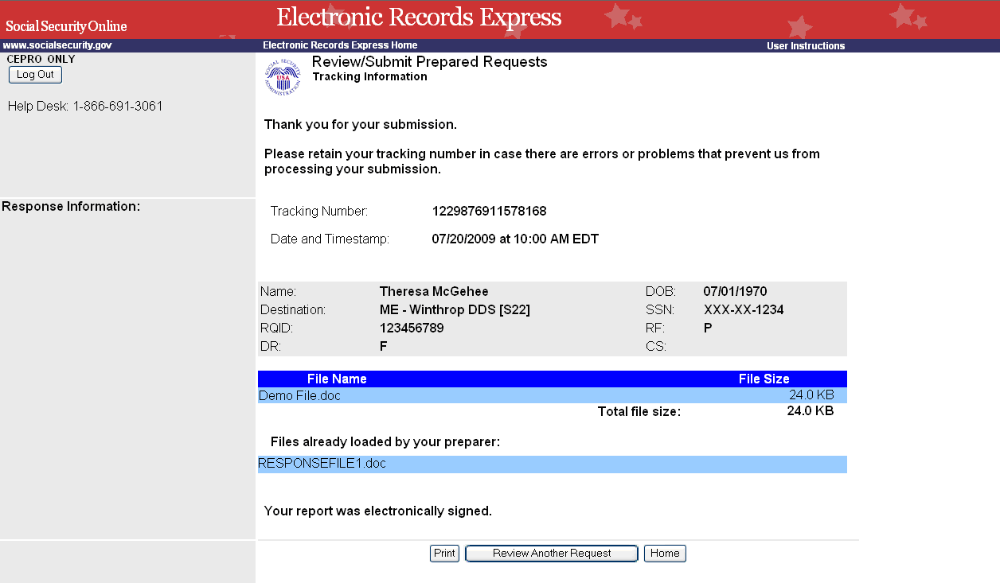 Social Security Online
Electronic Records Express
www.socialsecurity.gov
Electronic Records Express Home
User Instructions
CEPRO ONLY
Log Out
Help Desk: 1-866-691-3061
Response Information:
SOCIAL SECURITY ADMINISTRATION
USA
Review/Submit Prepared Requests
Tracking Information
Thank you for your submission.
Please retain your tracking number in case there are errors or problems that prevent us from
processing your submission.
Tracking Number: 1229876911578168
Date and Timestamp: 07/20/2009 at 10:00 AM EDT
Name: Theresa McGehee DOB: 07/01/1970
Destination: ME - Winthrop DDS [S22] SSN: XXX-XX-1234
RQID: 123456789 RF: P
DR: F CS:
File Name File Size
Demo File.doc 24.0 KB
Total file size: 24.0 KB
Files already loaded by your preparer:
RESPONSEFILE1.doc
Your report was electronically signed.
Print Review Another Request Home